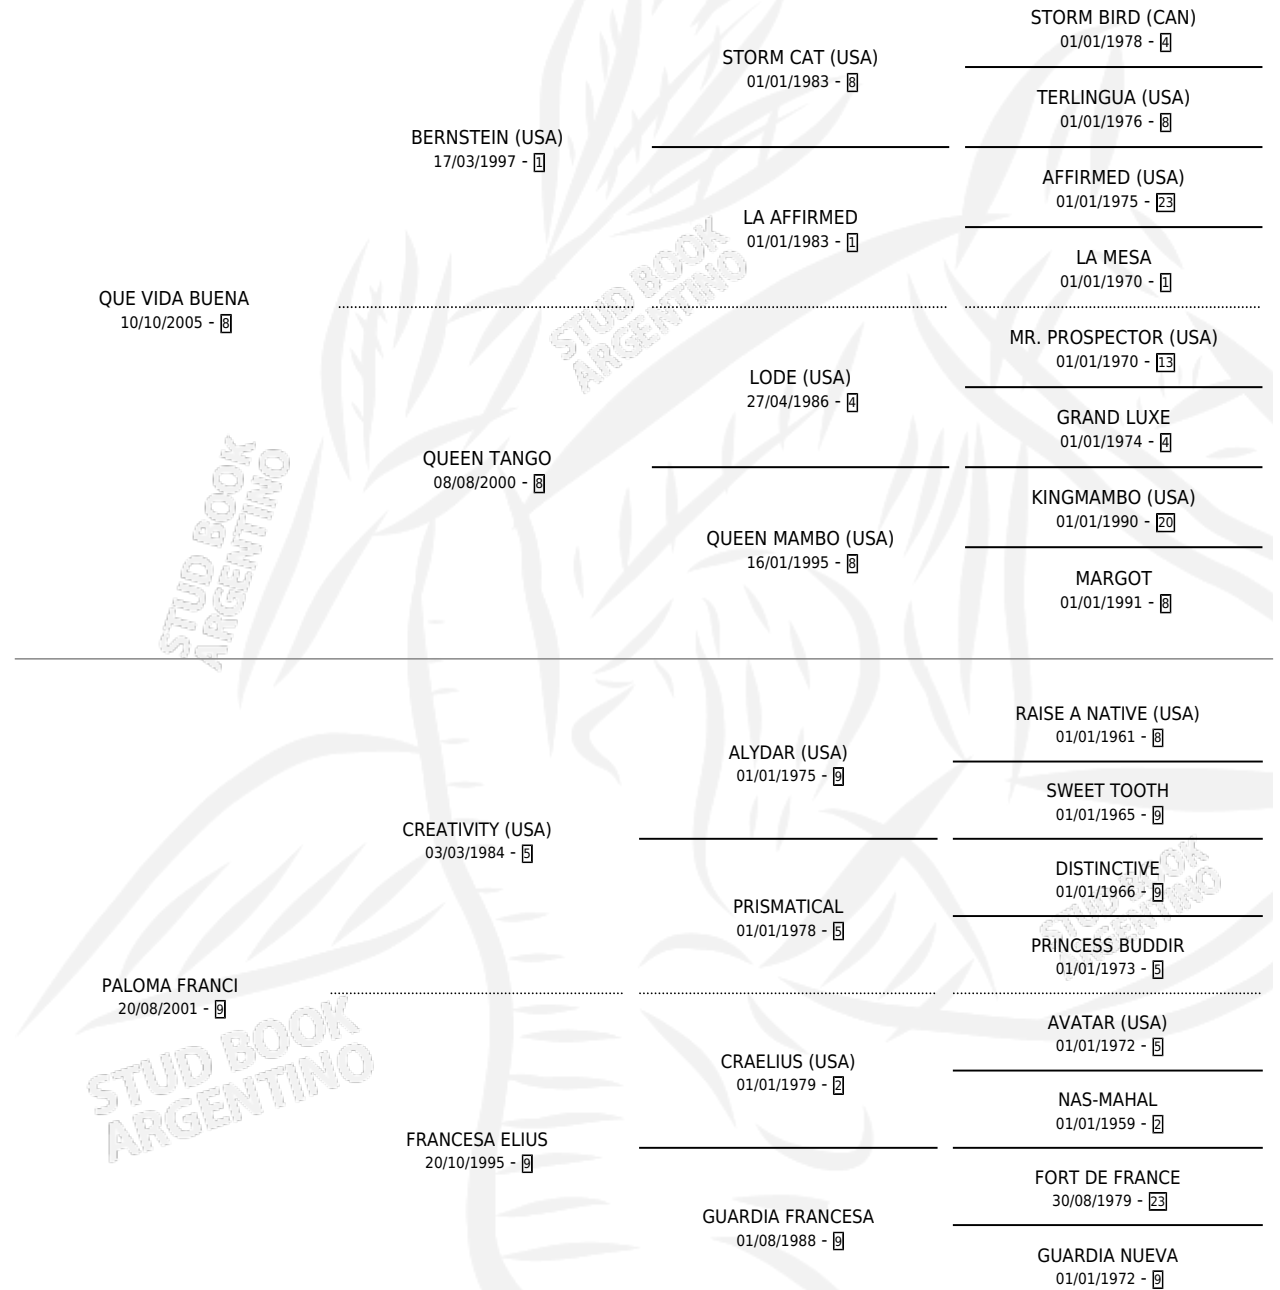 STORM BIRD (CAN)
01/01/1978 - 4
STORM CAT (USA)
01/01/1983 - 8
TERLINGUA (USA)
01/01/1976 - 8
BERNSTEIN (USA)
17/03/1997 - 1
AFFIRMED (USA)
01/01/1975 - 23
LA AFFIRMED
01/01/1983 - 1
LA MESA
01/01/1970 - 1
QUE VIDA BUENA
10/10/2005 - 8
MR. PROSPECTOR (USA)
01/01/1970 - 13
LODE (USA)
27/04/1986 - 4
GRAND LUXE
01/01/1974 - 4
QUEEN TANGO
08/08/2000 - 8
KINGMAMBO (USA)
01/01/1990 - 20
QUEEN MAMBO (USA)
16/01/1995 - 8
MARGOT
01/01/1991 - 8
STUD BOOK
ARGENTINO
STUD BOOK
ARGENTINO
RAISE A NATIVE (USA)
01/01/1961 - 8
ALYDAR (USA)
01/01/1975 - 9
SWEET TOOTH
01/01/1965 - 9
CREATIVITY (USA)
03/03/1984 - 5
DISTINCTIVE
01/01/1966 - 9
PRISMATICAL
01/01/1978 - 5
PRINCESS BUDDIR
01/01/1973 - 5
PALOMA FRANCI
20/08/2001 - 9
AVATAR (USA)
01/01/1972 - 5
CRAELIUS (USA)
01/01/1979 - 2
NAS-MAHAL
01/01/1959 - 2
FRANCESA ELIUS
20/10/1995 - 9
FORT DE FRANCE
30/08/1979 - 23
GUARDIA FRANCESA
01/08/1988 - 9
GUARDIA NUEVA
01/01/1972 - 9
STUD BOOK
ARGENTINO
STUD BOOK
ARGENTINO